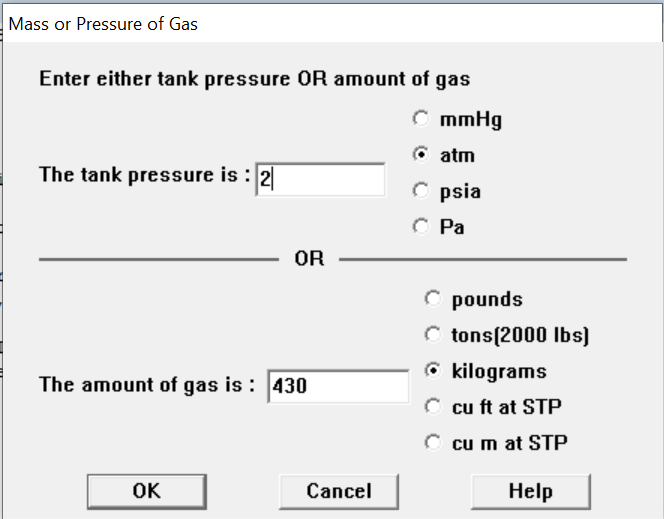 Mass or Pressure of Gas
Enter either tank pressure OR amount of gas
mmHg
atm
The tank pressure is : 2
psia
Pa
OR
pounds
tons(2000 lbs)
kilograms
The amount of gas is : 430
cu ft at STP
cu m at STP
OK Cancel Help